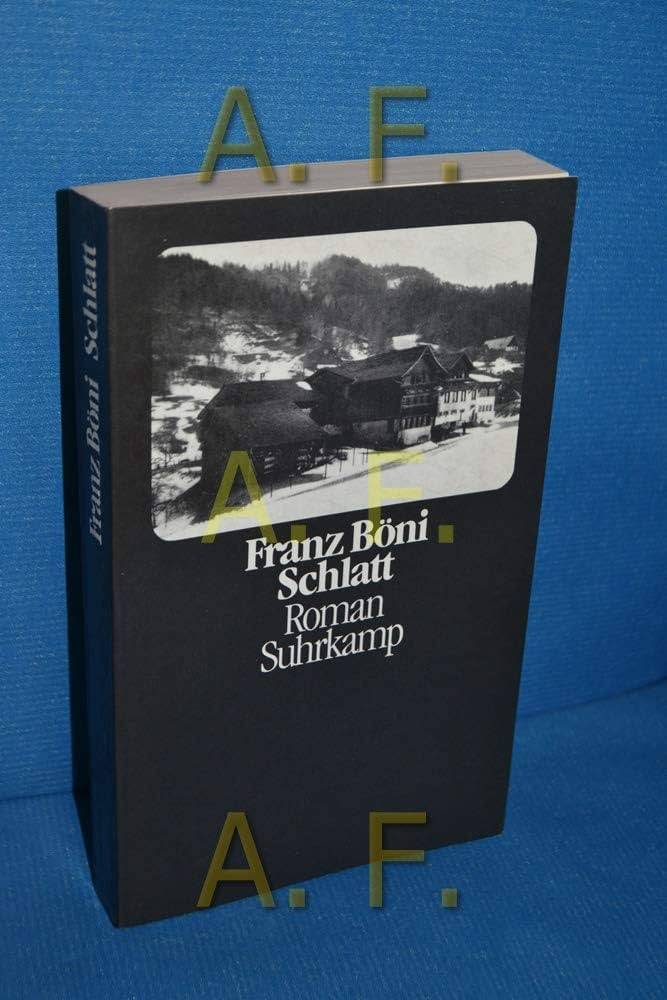 A. F.
Franz Böni Schlatt
A. F.
Franz Böni
Schlatt
Roman
Suhrkamp
A. F.